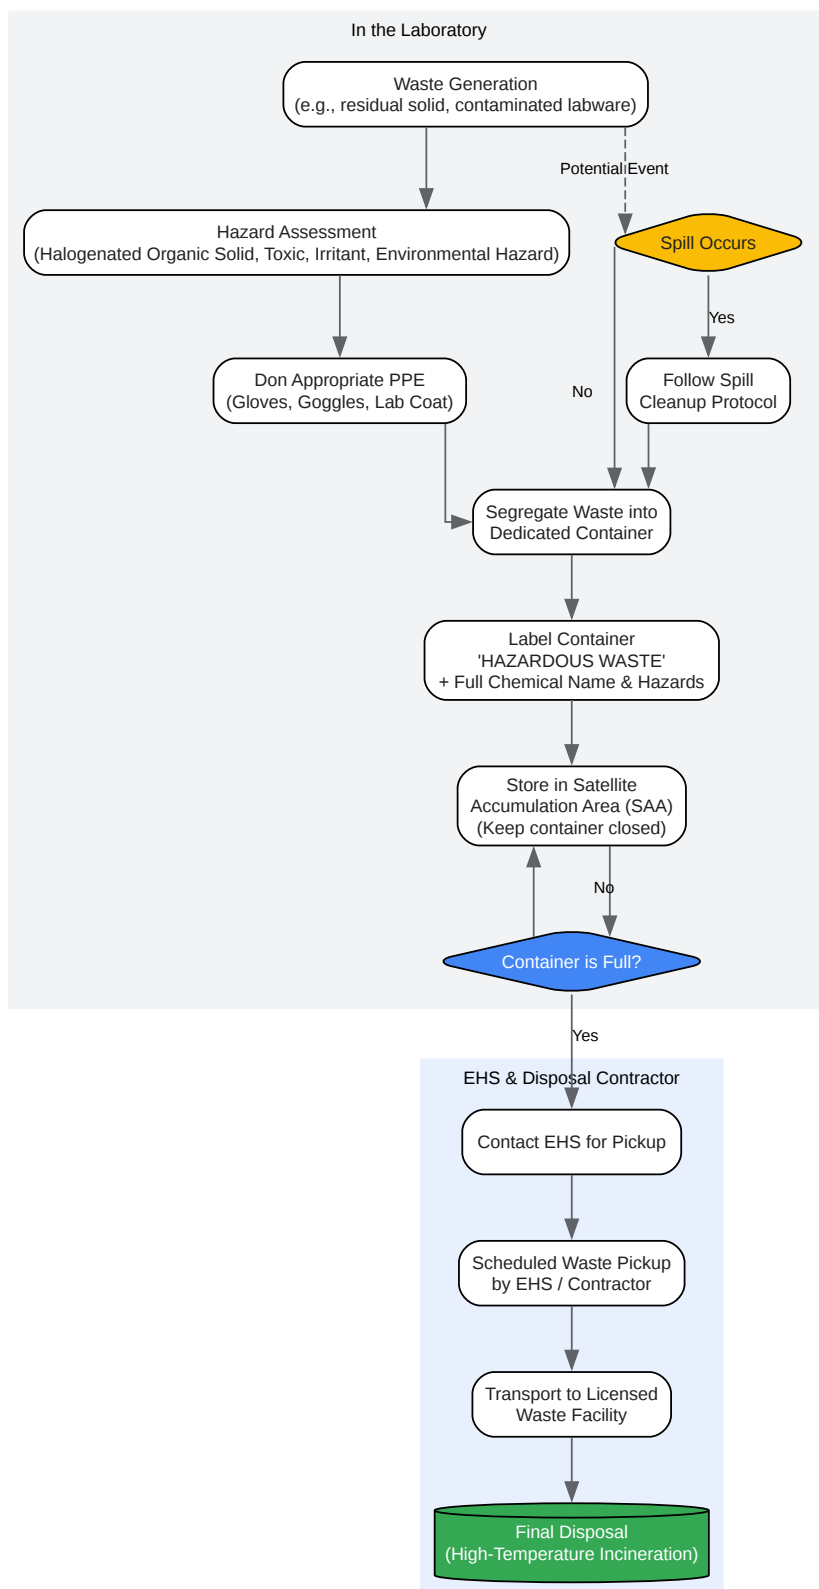 In the Laboratory
Waste Generation
(e.g., residual solid, contaminated labware)
Potential Event
Hazard Assessment
(Halogenated Organic Solid, Toxic, Irritant, Environmental Hazard)
Spill Occurs
Yes
Don Appropriate PPE
(Gloves, Goggles, Lab Coat)
No
Follow Spill
Cleanup Protocol
Segregate Waste into
Dedicated Container
Label Container
'HAZARDOUS WASTE'
+ Full Chemical Name & Hazards
Store in Satellite
Accumulation Area (SAA)
(Keep container closed)
No
Container is Full?
Yes
EHS & Disposal Contractor
Contact EHS for Pickup
Scheduled Waste Pickup
by EHS / Contractor
Transport to Licensed
Waste Facility
Final Disposal
(High-Temperature Incineration)